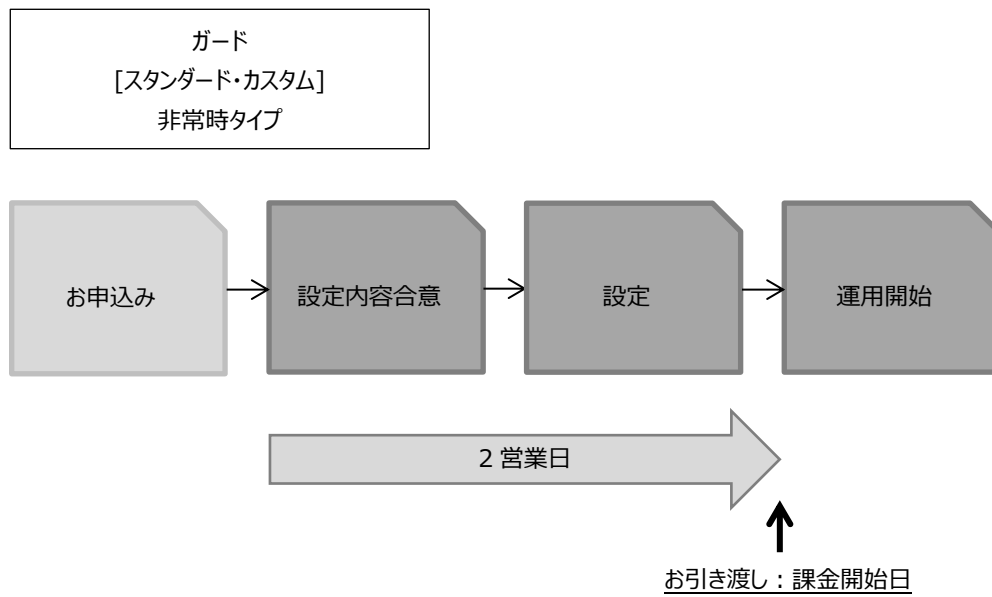 ガード
[スタンダード・カスタム]
非常時タイプ
お申込み
設定内容合意
設定
運用開始
2 営業日
お引き渡し：課金開始日